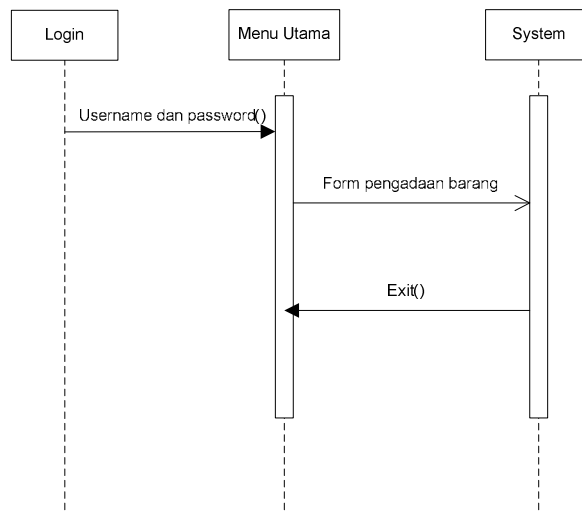 Login
Menu Utama
System
Username dan password()
Form pengadaan barang
Exit()